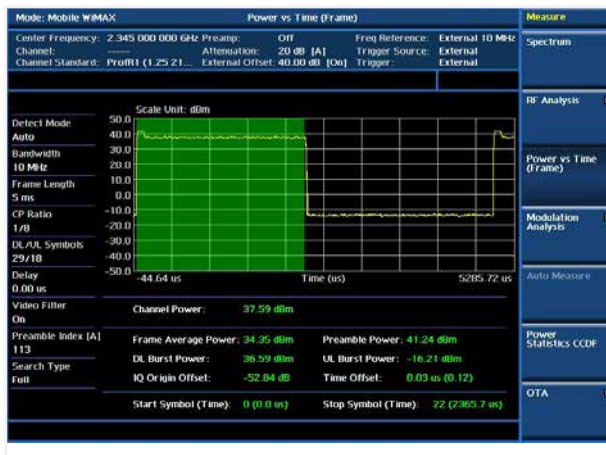 Mode: Mobile WiMAX Power vs Time (Frame) Measure
Center Frequency: 2.345 000 000 GHz Preamp: Off Freq Reference: External 10 MHz
Channel: ----- Attenuation: 20 dB [A] Trigger Source: External
Channel Standard: ProfR1 (1.25 21... External Offset: 40.00 dB [On] Trigger: External
Spectrum
RF Analysis
Power vs Time
(Frame)
Modulation
Analysis
Auto Measure
Power
Statistics CCDF
OTA
Detect Mode
Auto
Bandwidth
10 MHz
Frame Length
5 ms
CP Ratio
1/8
DL/UL Symbols
29/18
Delay
0.00 us
Video Filter
On
Preamble Index [A]
113
Search Type
Full
Scale Unit: dBm
50.0
40.0
30.0
20.0
10.0
0.0
-10.0
-20.0
-30.0
-40.0
-50.0
-44.64 us Time (us) 5285.72 us
Channel Power: 37.59 dBm
Frame Average Power: 34.35 dBm Preamble Power: 41.24 dBm
DL Burst Power: 36.59 dBm UL Burst Power: -16.21 dBm
IQ Origin Offset: -52.84 dB Time Offset: 0.03 us (0.12)
Start Symbol (Time): 0 (0.0 us) Stop Symbol (Time): 22 (2365.7 us)